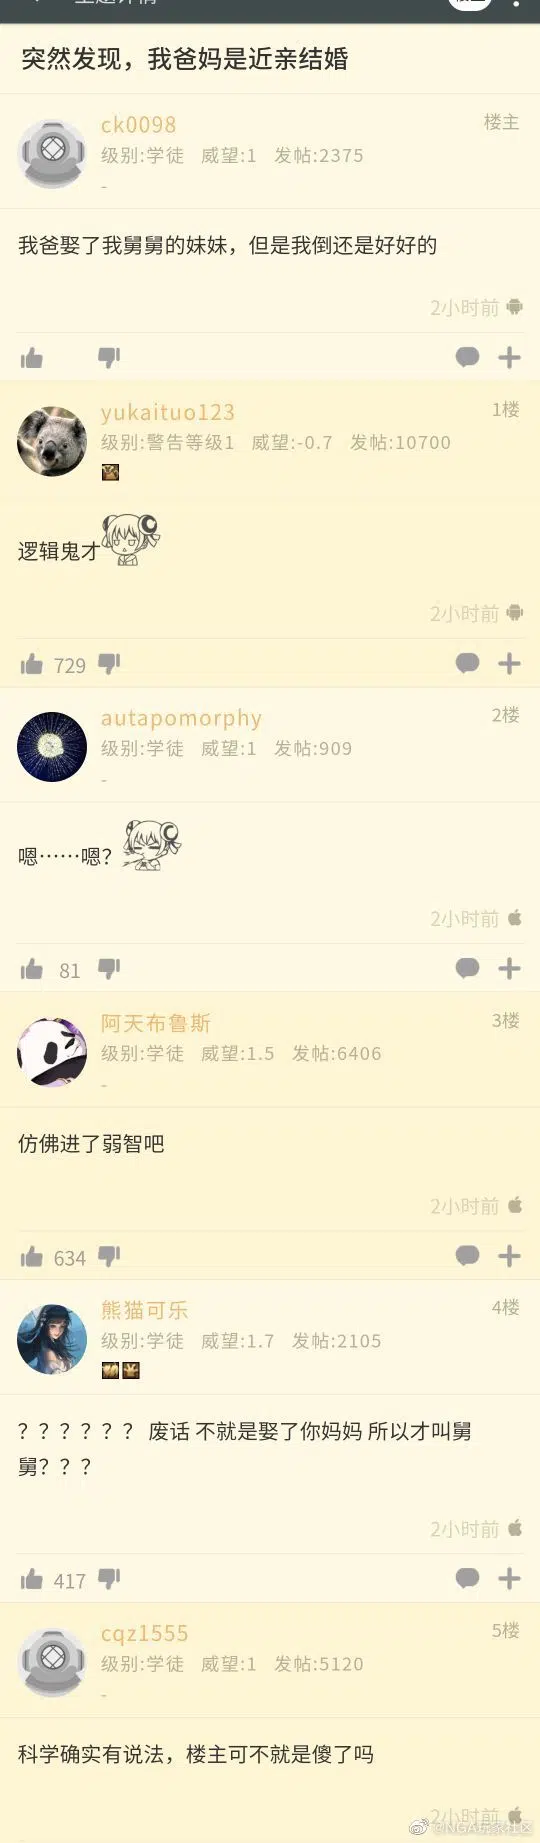 突然发现，我爸妈是近亲结婚
ck0098
楼主
级别:学徒 威望:1 发帖:2375
-
我爸娶了我舅舅的妹妹，但是我倒还是好好的
2小时前
yukaituo123
1楼
级别:警告等级1 威望:-0.7 发帖:10700
逻辑鬼才
2小时前
729
autapomorphy
2楼
级别:学徒 威望:1 发帖:909
-
嗯……嗯？
2小时前
81
阿天布鲁斯
3楼
级别:学徒 威望:1.5 发帖:6406
-
仿佛进了弱智吧
2小时前
634
熊猫可乐
4楼
级别:学徒 威望:1.7 发帖:2105
？？？？？？ 废话 不就是娶了你妈妈 所以才叫舅
舅？？？
2小时前
417
cqz1555
5楼
级别:学徒 威望:1 发帖:5120
-
科学确实有说法，楼主可不就是傻了吗
2小时前
@NGA玩家社区